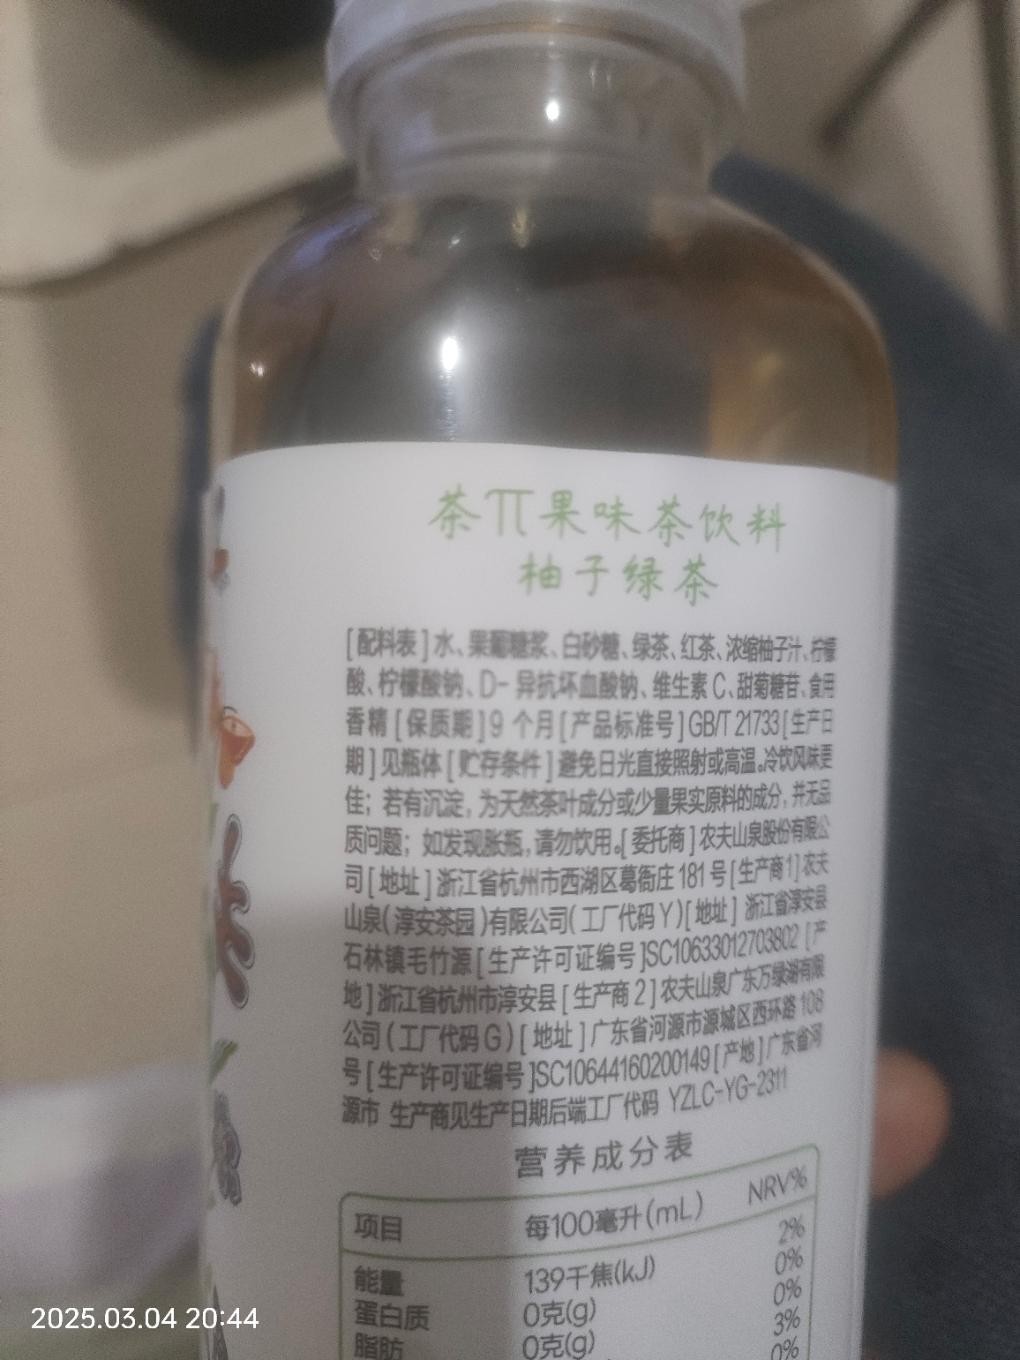 茶π果味茶饮料
柚子绿茶
[配料表]水、果葡糖浆、白砂糖、绿茶、红茶、浓缩柚子汁、柠檬
酸、柠檬酸钠、D-异抗坏血酸钠、维生素C、甜菊糖苷、食用
香精[保质期]9个月[产品标准号]GB/T 21733[生产日
期]见瓶体[贮存条件]避免日光直接照射或高温。冷饮风味更
佳；若有沉淀，为天然茶叶成分或少量果实原料的成分，并无品
质问题；如发现胀瓶，请勿饮用。[委托商]农夫山泉股份有限公
司[地址]浙江省杭州市西湖区葛衙庄181号[生产商1]农夫
山泉(淳安茶园)有限公司(工厂代码Y)[地址]浙江省淳安县
石林镇毛竹源[生产许可证编号]SC10633012703802[产
地]浙江省杭州市淳安县[生产商2]农夫山泉广东万绿湖有限
公司(工厂代码G)[地址]广东省河源市源城区西环路108
号[生产许可证编号]SC10644160200149[产地]广东省河
源市 生产商见生产日期后端工厂代码 YZLC-YG-2311
营养成分表
项目 每100毫升(mL) NRV%
能量 139千焦(kJ) 2%
蛋白质 0克(g) 0%
脂肪 0克(g) 0%
3%
0%
2025.03.04 20:44